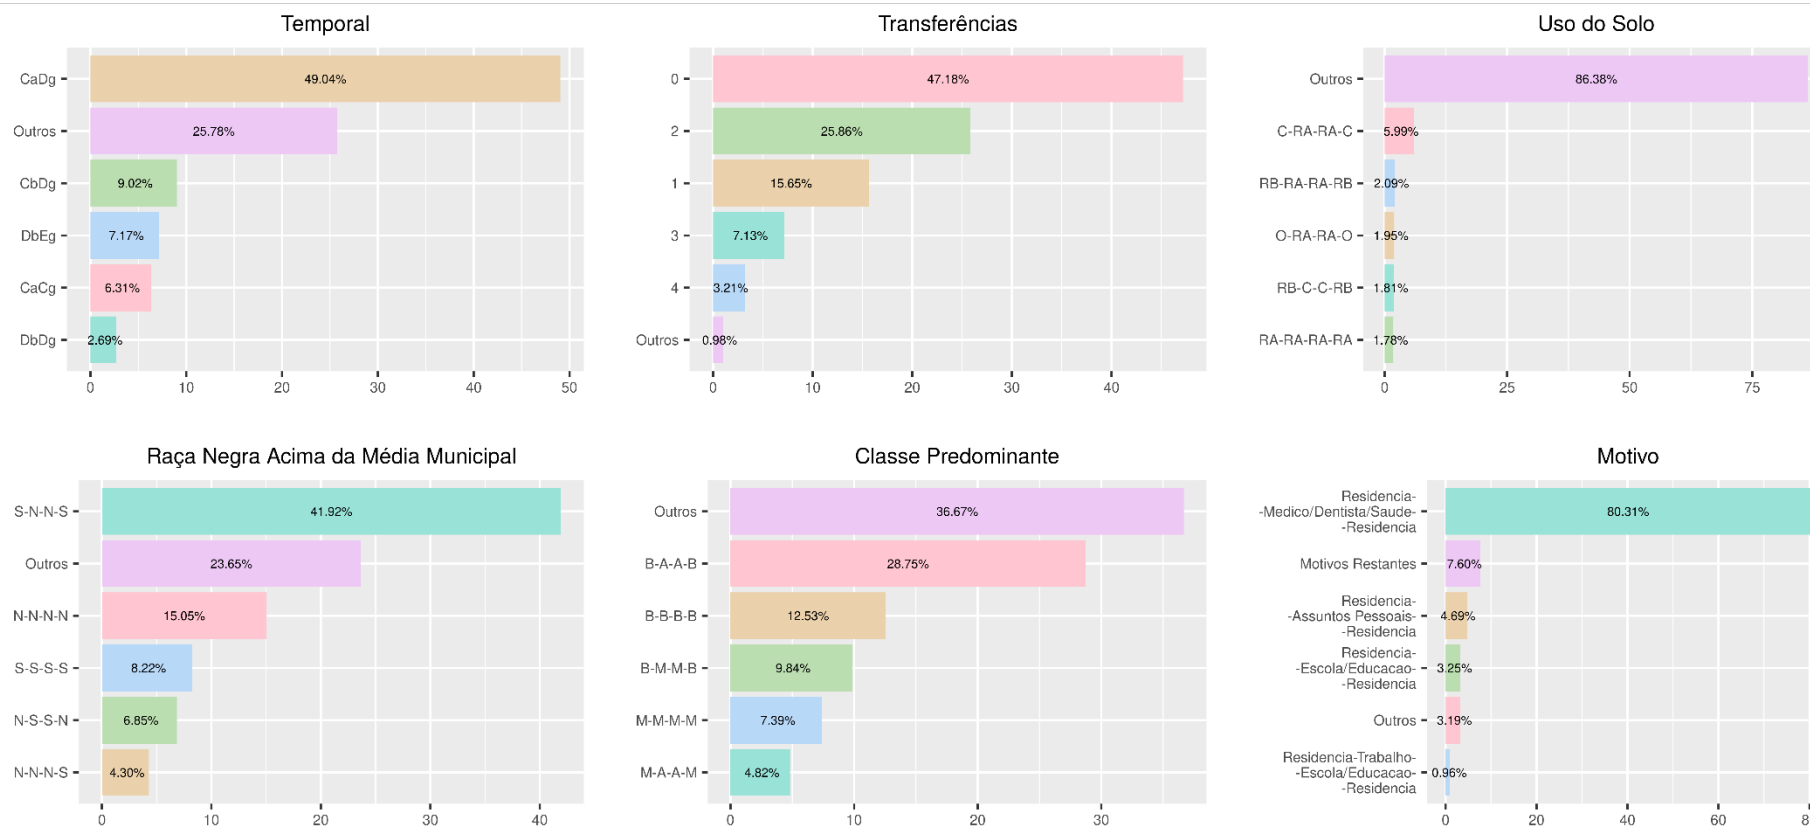 Temporal
CaDg
49.04%
Outros
25.78%
CbDg
9.02%
DbEg
7.17%
CaCg
6.31%
DbDg
2.69%
0 10 20 30 40 50
Transferências
0
47.18%
2
25.86%
1
15.65%
3
7.13%
4
3.21%
Outros
0.98%
0 10 20 30 40
Uso do Solo
Outros
86.38%
C-RA-RA-C
5.99%
RB-RA-RA-RB
2.09%
O-RA-RA-O
1.95%
RB-C-C-RB
1.81%
RA-RA-RA-RA
1.78%
0 25 50 75
Raça Negra Acima da Média Municipal
S-N-N-S
41.92%
Outros
23.65%
N-N-N-N
15.05%
S-S-S-S
8.22%
N-S-S-N
6.85%
N-N-N-S
4.30%
0 10 20 30 40
Classe Predominante
Outros
36.67%
B-A-A-B
28.75%
B-B-B-B
12.53%
B-M-M-B
9.84%
M-M-M-M
7.39%
M-A-A-M
4.82%
0 10 20 30
Motivo
Residencia-
-Medico/Dentista/Saude-
-Residencia
80.31%
Motivos Restantes
7.60%
Residencia-
-Assuntos Pessoais-
-Residencia
4.69%
Residencia-
-Escola/Educacao-
-Residencia
3.25%
Outros
3.19%
Residencia-Trabalho-
-Escola/Educacao-
-Residencia
0.96%
0 20 40 60